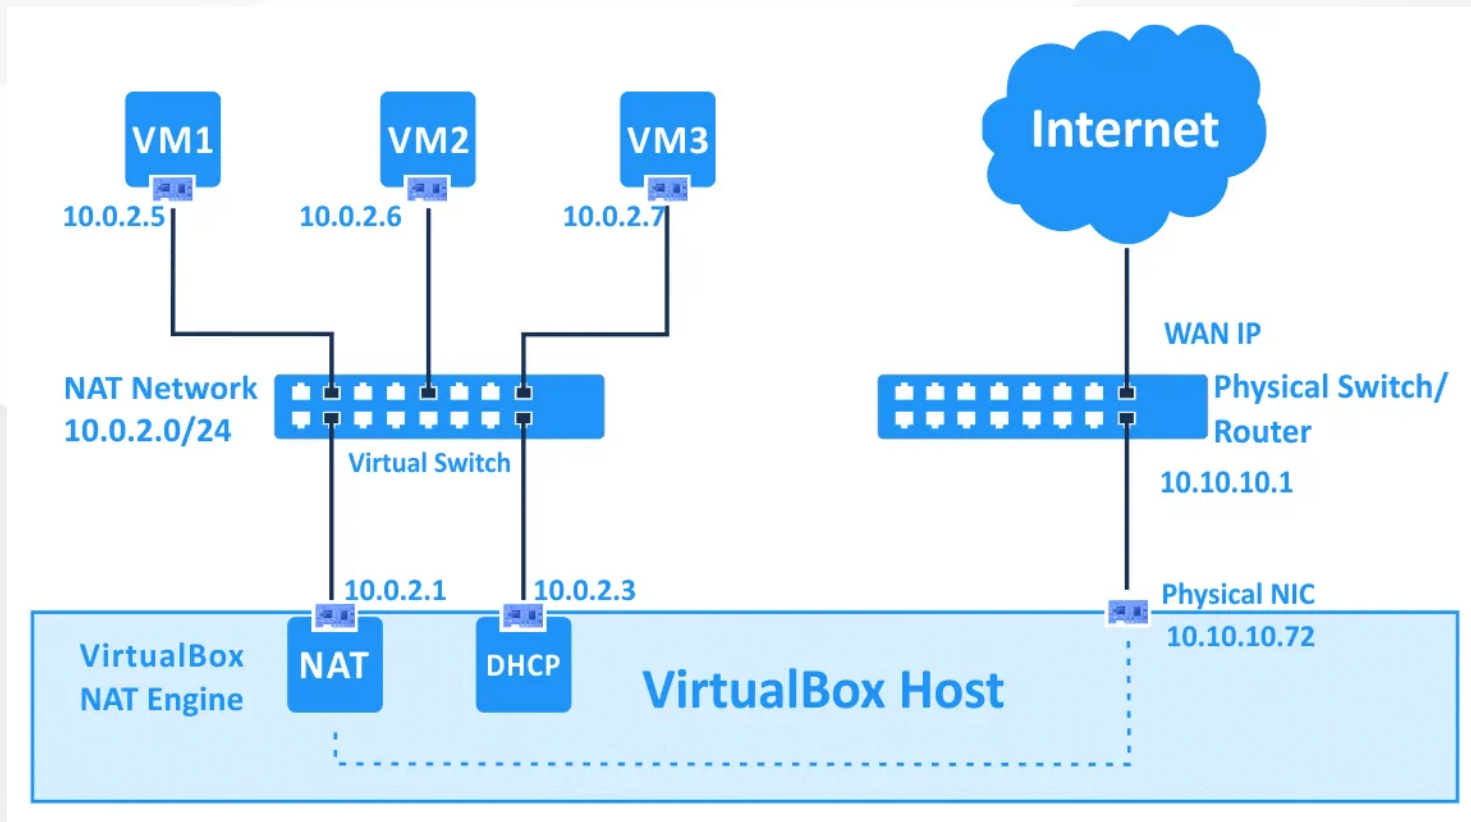 VM1
VM2
VM3
Internet
10.0.2.5
10.0.2.6
10.0.2.7
WAN IP
NAT Network
10.0.2.0/24
Physical Switch/
Router
Virtual Switch
10.10.10.1
10.0.2.1
10.0.2.3
Physical NIC
10.10.10.72
VirtualBox
NAT Engine
NAT
DHCP
VirtualBox Host